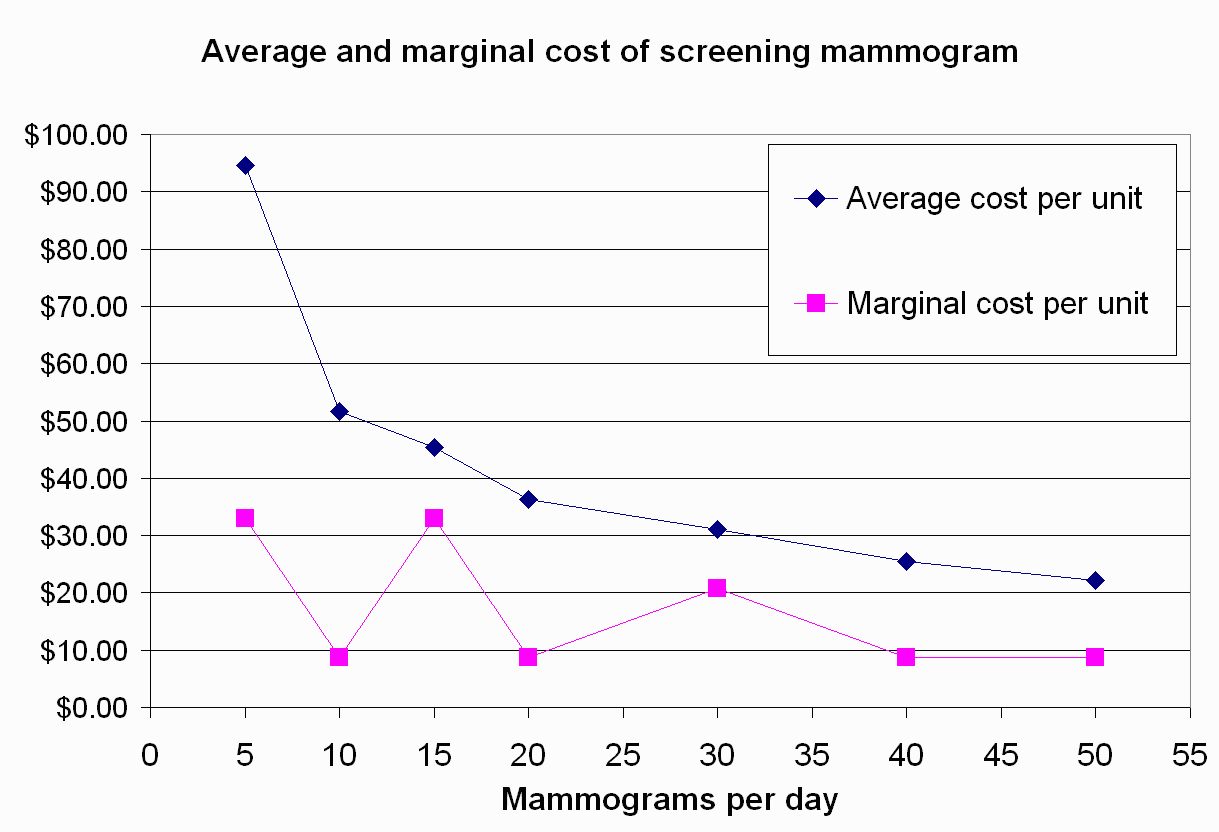 Average and marginal cost of screening mammogram
$100.00
$90.00
$80.00
$70.00
$60.00
$50.00
$40.00
$30.00
$20.00
$10.00
$0.00
Average cost per unit
Marginal cost per unit
0 5 10 15 20 25 30 35 40 45 50 55
Mammograms per day